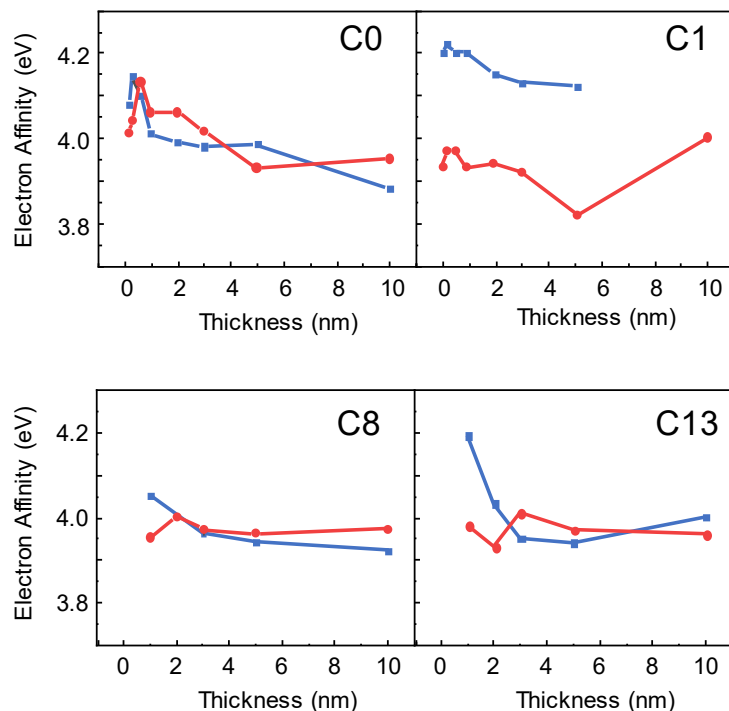 C0
C1
Electron Affinity (eV)
4.2
4.0
3.8
0 2 4 6 8 10
0 2 4 6 8 10
Thickness (nm)
Thickness (nm)
C8
C13
Electron Affinity (eV)
4.2
4.0
3.8
0 2 4 6 8 10
0 2 4 6 8 10
Thickness (nm)
Thickness (nm)